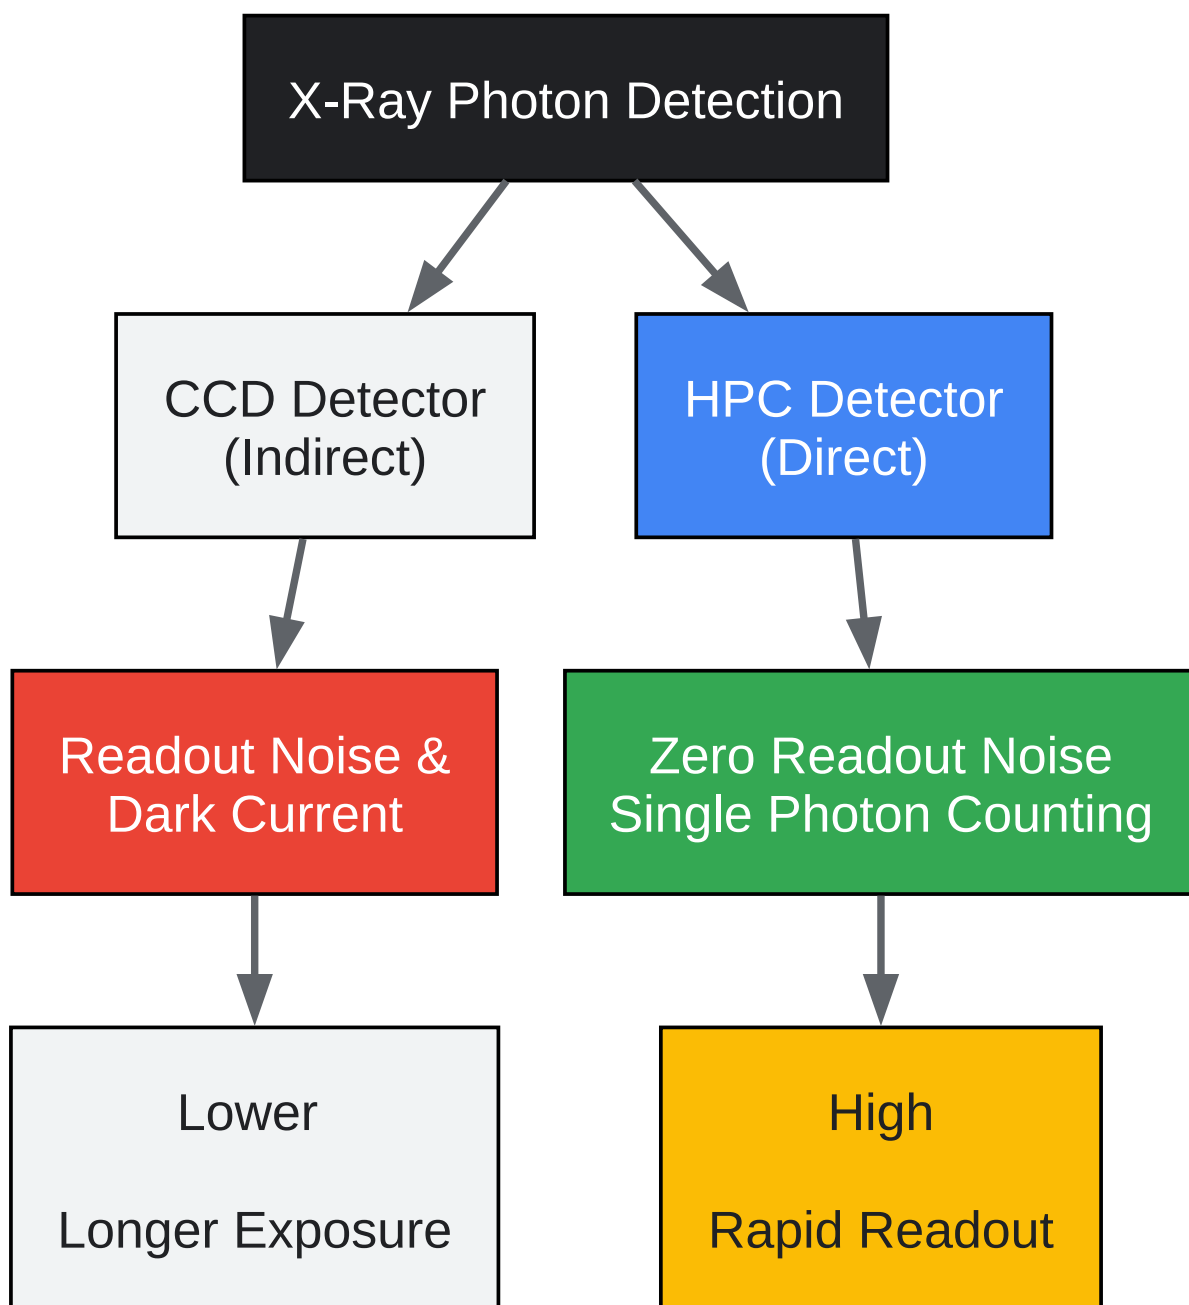 X-Ray Photon Detection
CCD Detector
(Indirect)
HPC Detector
(Direct)
Readout Noise &
Dark Current
Zero Readout Noise
Single Photon Counting
Lower
Longer Exposure
High
Rapid Readout